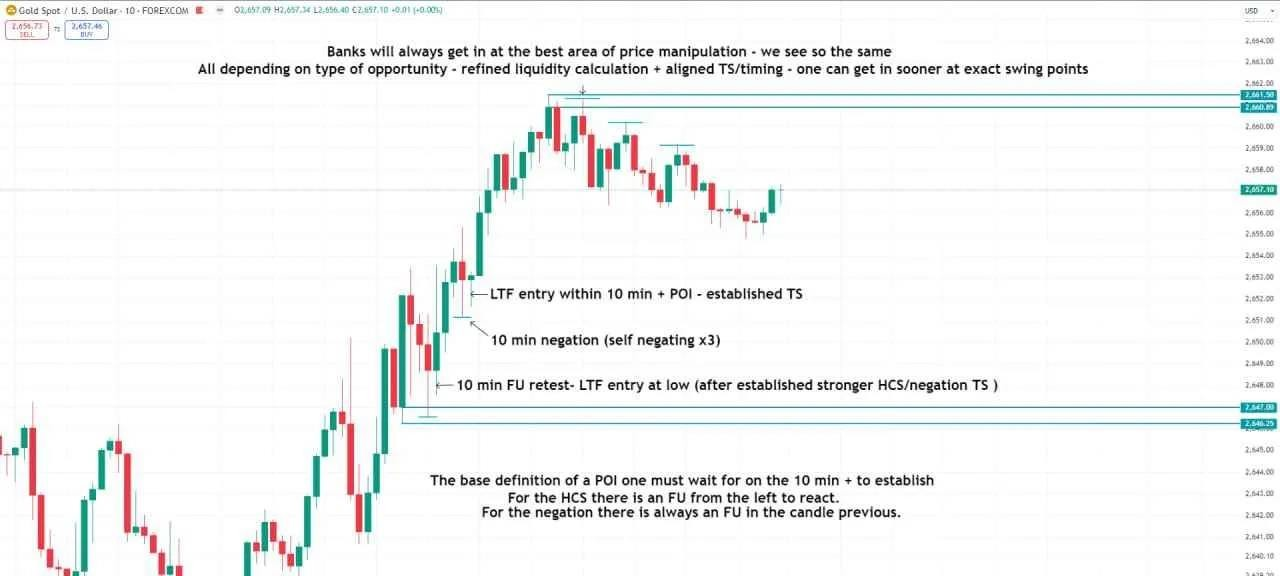 Gold Spot / U.S. Dollar · 10 · FOREXCOM O2,657.09 H2,657.34 L2,656.40 C2,657.10 +0.01 (+0.00%)
USD
2,656.73
SELL
73
2,657.46
BUY
Banks will always get in at the best area of price manipulation - we see so the same
All depending on type of opportunity - refined liquidity calculation + aligned TS/timing - one can get in sooner at exact swing points
2,664.00
2,663.00
2,662.00
2,661.50
2,660.89
2,660.00
2,659.00
2,658.00
2,657.10
2,656.00
2,655.00
2,654.00
2,653.00
LTF entry within 10 min + POI - established TS
2,652.00
2,651.00
10 min negation (self negating x3)
2,650.00
2,649.00
10 min FU retest- LTF entry at low (after established stronger HCS/negation TS )
2,648.00
2,647.00
2,646.25
2,645.00
2,644.00
The base definition of a POI one must wait for on the 10 min + to establish
2,643.00
For the HCS there is an FU from the left to react.
For the negation there is always an FU in the candle previous.
2,642.00
2,641.00
2,640.10